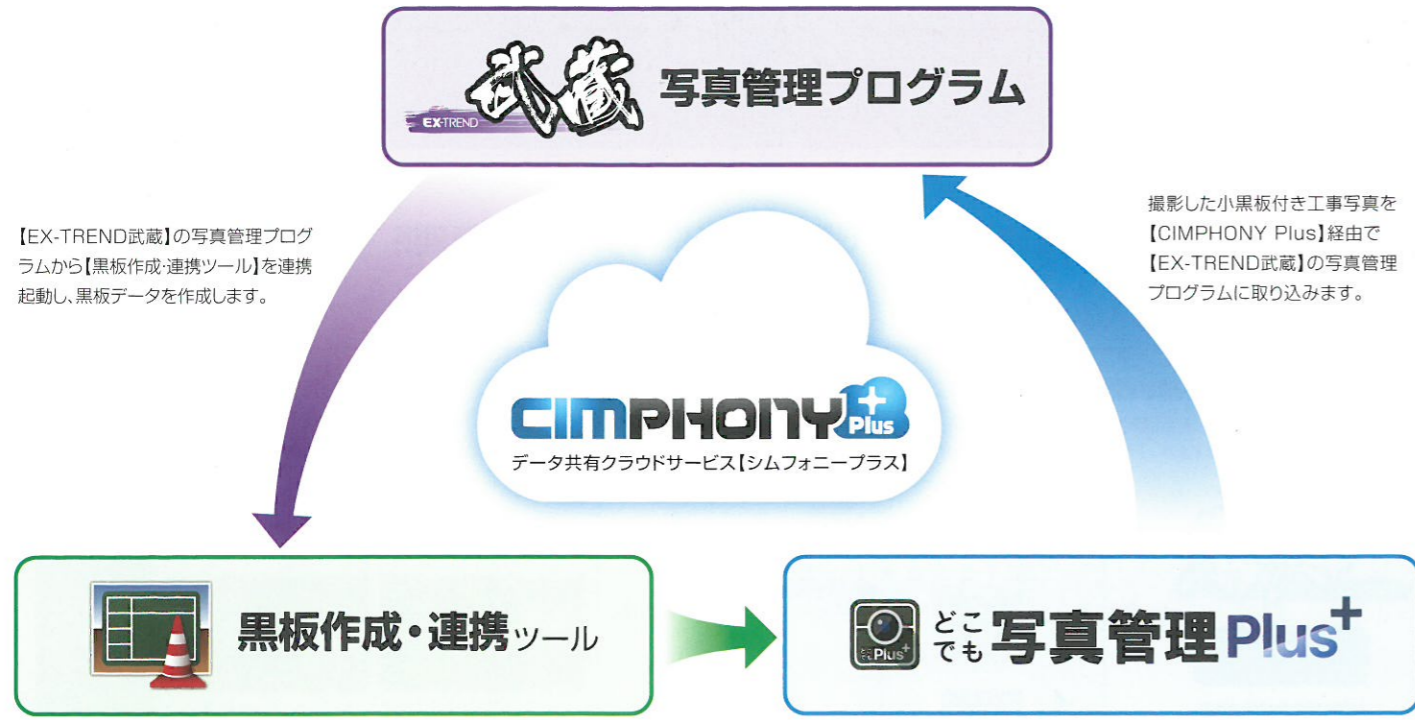 EX-TREND 武蔵 写真管理プログラム
【EX-TREND武蔵】の写真管理プログ
ラムから【黒板作成・連携ツール】を連携
起動し、黒板データを作成します。
撮影した小黒板付き工事写真を
【CIMPHONY Plus】経由で
【EX-TREND武蔵】の写真管理
プログラムに取り込みます。
CIMPHONY Plus+
データ共有クラウドサービス【シムフォニープラス】
黒板作成・連携ツール
どこでも写真管理Plus+
Plus+